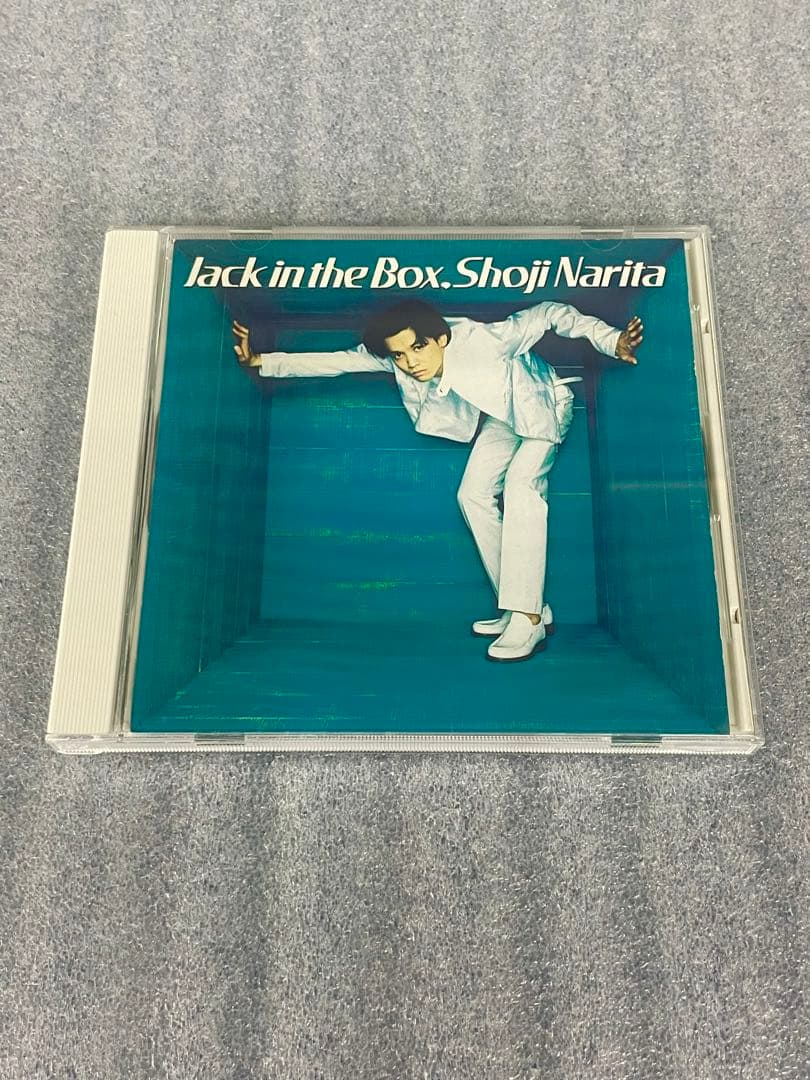 Jack in the Box. Shoji Narita